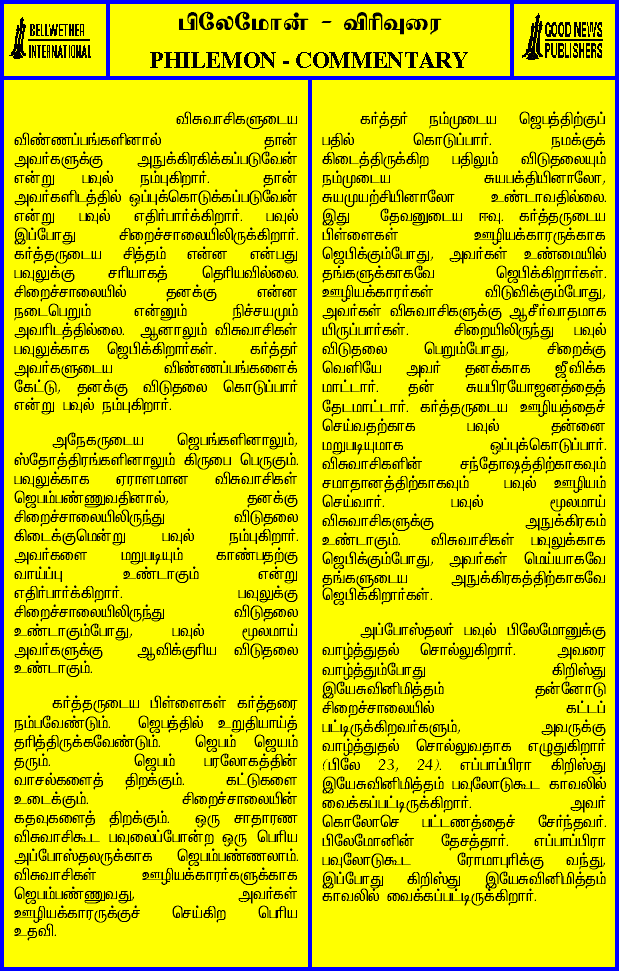 BELLWETHER
INTERNATIONAL
பிலேமோன் - விரிவுரை
PHILEMON - COMMENTARY
GOOD NEWS
PUBLISHERS
விசுவாசிகளுடைய
விண்ணப்பங்களினால் தான்
அவர்களுக்கு அநுக்கிரகிக்கப்படுவேன்
என்று பவுல் நம்புகிறார். தான்
அவர்களிடத்தில் ஒப்புக்கொடுக்கப்படுவேன்
என்று பவுல் எதிர்பார்க்கிறார். பவுல்
இப்போது சிறைச்சாலையிலிருக்கிறார்.
கர்த்தருடைய சித்தம் என்ன என்பது
பவுலுக்கு சரியாகத் தெரியவில்லை.
சிறைச்சாலையில் தனக்கு என்ன
நடைபெறும் என்னும் நிச்சயமும்
அவரிடத்தில்லை. ஆனாலும் விசுவாசிகள்
பவுலுக்காக ஜெபிக்கிறார்கள். கர்த்தர்
அவர்களுடைய விண்ணப்பங்களைக்
கேட்டு, தனக்கு விடுதலை கொடுப்பார்
என்று பவுல் நம்புகிறார்.
அநேகருடைய ஜெபங்களினாலும்,
ஸ்தோத்திரங்களினாலும் கிருபை பெருகும்.
பவுலுக்காக ஏராளமான விசுவாசிகள்
ஜெபம்பண்ணுவதினால், தனக்கு
சிறைச்சாலையிலிருந்து விடுதலை
கிடைக்குமென்று பவுல் நம்புகிறார்.
அவர்களை மறுபடியும் காண்பதற்கு
வாய்ப்பு உண்டாகும் என்று
எதிர்பார்க்கிறார். பவுலுக்கு
சிறைச்சாலையிலிருந்து விடுதலை
உண்டாகும்போது, பவுல் மூலமாய்
அவர்களுக்கு ஆவிக்குரிய விடுதலை
உண்டாகும்.
கர்த்தருடைய பிள்ளைகள் கர்த்தரை
நம்பவேண்டும். ஜெபத்தில் உறுதியாய்த்
தரித்திருக்கவேண்டும். ஜெபம் ஜெயம்
தரும். ஜெபம் பரலோகத்தின்
வாசல்களைத் திறக்கும். கட்டுகளை
உடைக்கும். சிறைச்சாலையின்
கதவுகளைத் திறக்கும். ஒரு சாதாரண
விசுவாசிகூட பவுலைப்போன்ற ஒரு பெரிய
அப்போஸ்தலருக்காக ஜெபம்பண்ணலாம்.
விசுவாசிகள் ஊழியக்காரர்களுக்காக
ஜெபம்பண்ணுவது, அவர்கள்
ஊழியக்காரருக்குச் செய்கிற பெரிய
உதவி.
கர்த்தர் நம்முடைய ஜெபத்திற்குப்
பதில் கொடுப்பார். நமக்குக்
கிடைத்திருக்கிற பதிலும் விடுதலையும்
நம்முடைய சுயபக்தியினாலோ,
சுயமுயற்சியினாலோ உண்டாவதில்லை.
இது தேவனுடைய ஈவு. கர்த்தருடைய
பிள்ளைகள் ஊழியக்காரருக்காக
ஜெபிக்கும்போது, அவர்கள் உண்மையில்
தங்களுக்காகவே ஜெபிக்கிறார்கள்.
ஊழியக்காரர்கள் விடுவிக்கும்போது,
அவர்கள் விசுவாசிகளுக்கு ஆசீர்வாதமாக
யிருப்பார்கள். சிறையிலிருந்து பவுல்
விடுதலை பெறும்போது, சிறைக்கு
வெளியே அவர் தனக்காக ஜீவிக்க
மாட்டார். தன் சுயபிரயோஜனத்தைத்
தேடமாட்டார். கர்த்தருடைய ஊழியத்தைச்
செய்வதற்காக பவுல் தன்னை
மறுபடியுமாக ஒப்புக்கொடுப்பார்.
விசுவாசிகளின் சந்தோஷத்திற்காகவும்
சமாதானத்திற்காகவும் பவுல் ஊழியம்
செய்வார். பவுல் மூலமாய்
விசுவாசிகளுக்கு அநுக்கிரகம்
உண்டாகும். விசுவாசிகள் பவுலுக்காக
ஜெபிக்கும்போது, அவர்கள் மெய்யாகவே
தங்களுடைய அநுக்கிரகத்திற்காகவே
ஜெபிக்கிறார்கள்.
அப்போஸ்தலர் பவுல் பிலேமோனுக்கு
வாழ்த்துதல் சொல்லுகிறார். அவரை
வாழ்த்தும்போது கிறிஸ்து
இயேசுவினிமித்தம் தன்னோடு
சிறைச்சாலையில் கட்டப்
பட்டிருக்கிறவர்களும், அவருக்கு
வாழ்த்துதல் சொல்லுவதாக எழுதுகிறார்
(பிலே 23, 24). எப்பாப்பிரா கிறிஸ்து
இயேசுவினிமித்தம் பவுலோடுகூட காவலில்
வைக்கப்பட்டிருக்கிறார். அவர்
கொலோசெ பட்டணத்தைச் சேர்ந்தவர்.
பிலேமோனின் தேசத்தார். எப்பாப்பிரா
பவுலோடுகூட ரோமாபுரிக்கு வந்து,
இப்போது கிறிஸ்து இயேசுவினிமித்தம்
காவலில் வைக்கப்பட்டிருக்கிறார்.